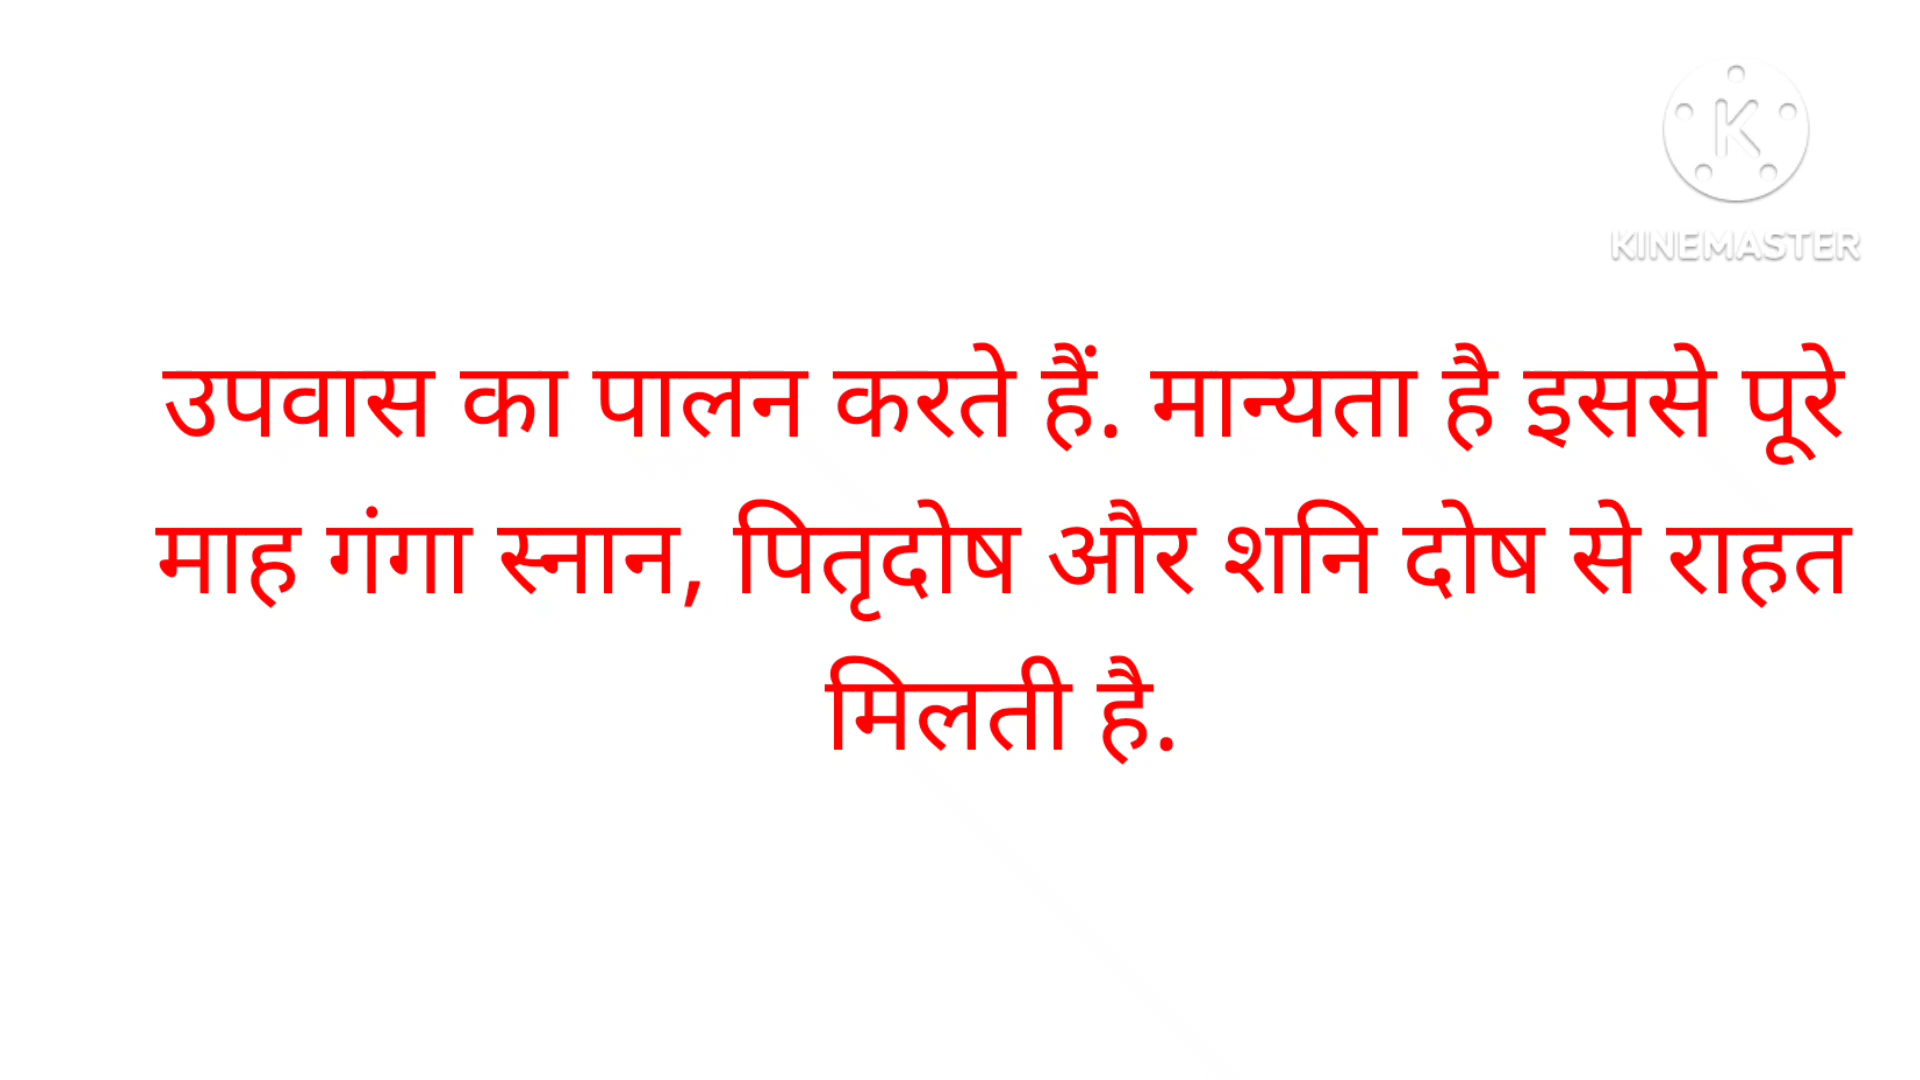 KINEMASTER
उपवास का पालन करते हैं. मान्यता है इससे पूरे
माह गंगा स्नान, पितृदोष और शनि दोष से राहत
मिलती है.